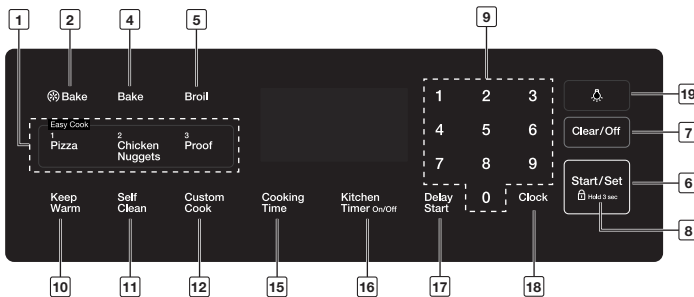 1
2
4
5
9
Bake
Bake
Broil
1 2 3
19
Easy Cook
1
Pizza
2
Chicken
Nuggets
3
Proof
4 5 6
Clear/Off
7
7 8 9
Start/Set
Hold 3 sec
6
Keep
Warm
Self
Clean
Custom
Cook
Cooking
Time
Kitchen
Timer On/Off
Delay
Start
0
Clock
8
10
11
12
15
16
17
18